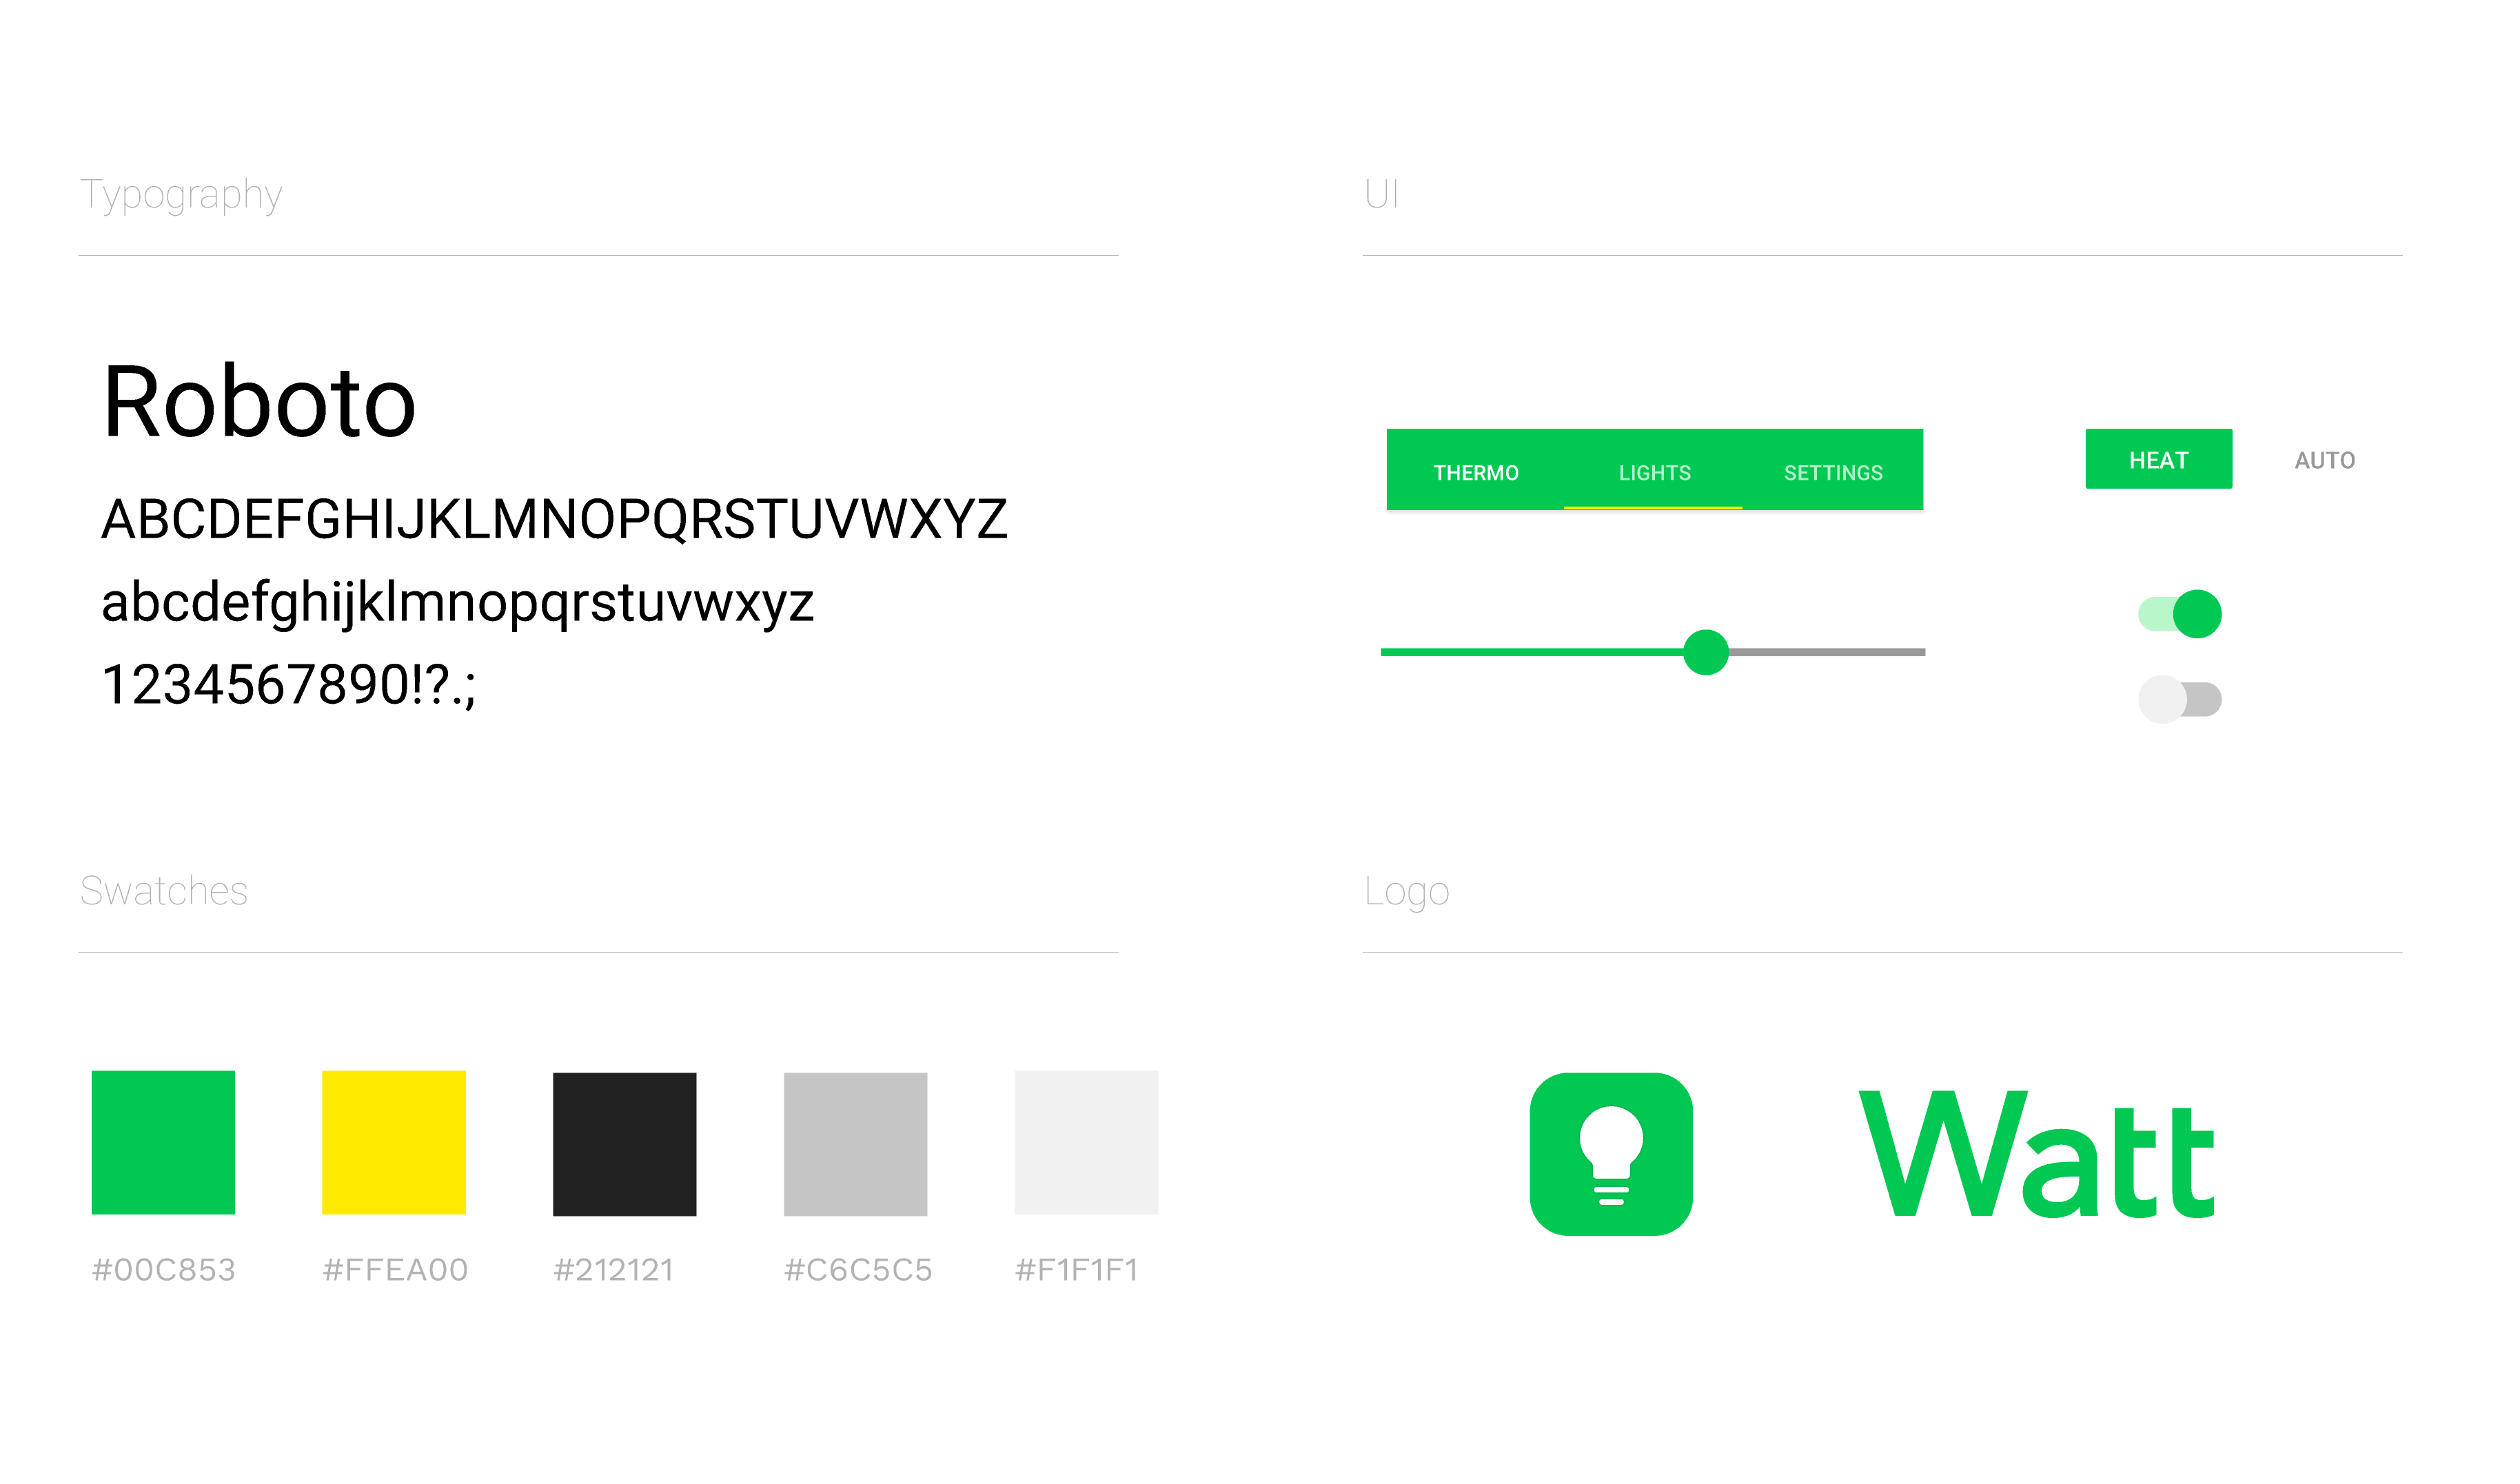 Typography
Roboto
ABCDEFGHIJKLMNOPQRSTUVWXYZ
abcdefghijklmnopqrstuvwxyz
1234567890!?.;
UI
THERMO LIGHTS SETTINGS
HEAT AUTO
Swatches
#00C853 #FFEA00 #212121 #C6C5C5 #F1F1F1
Logo
Watt